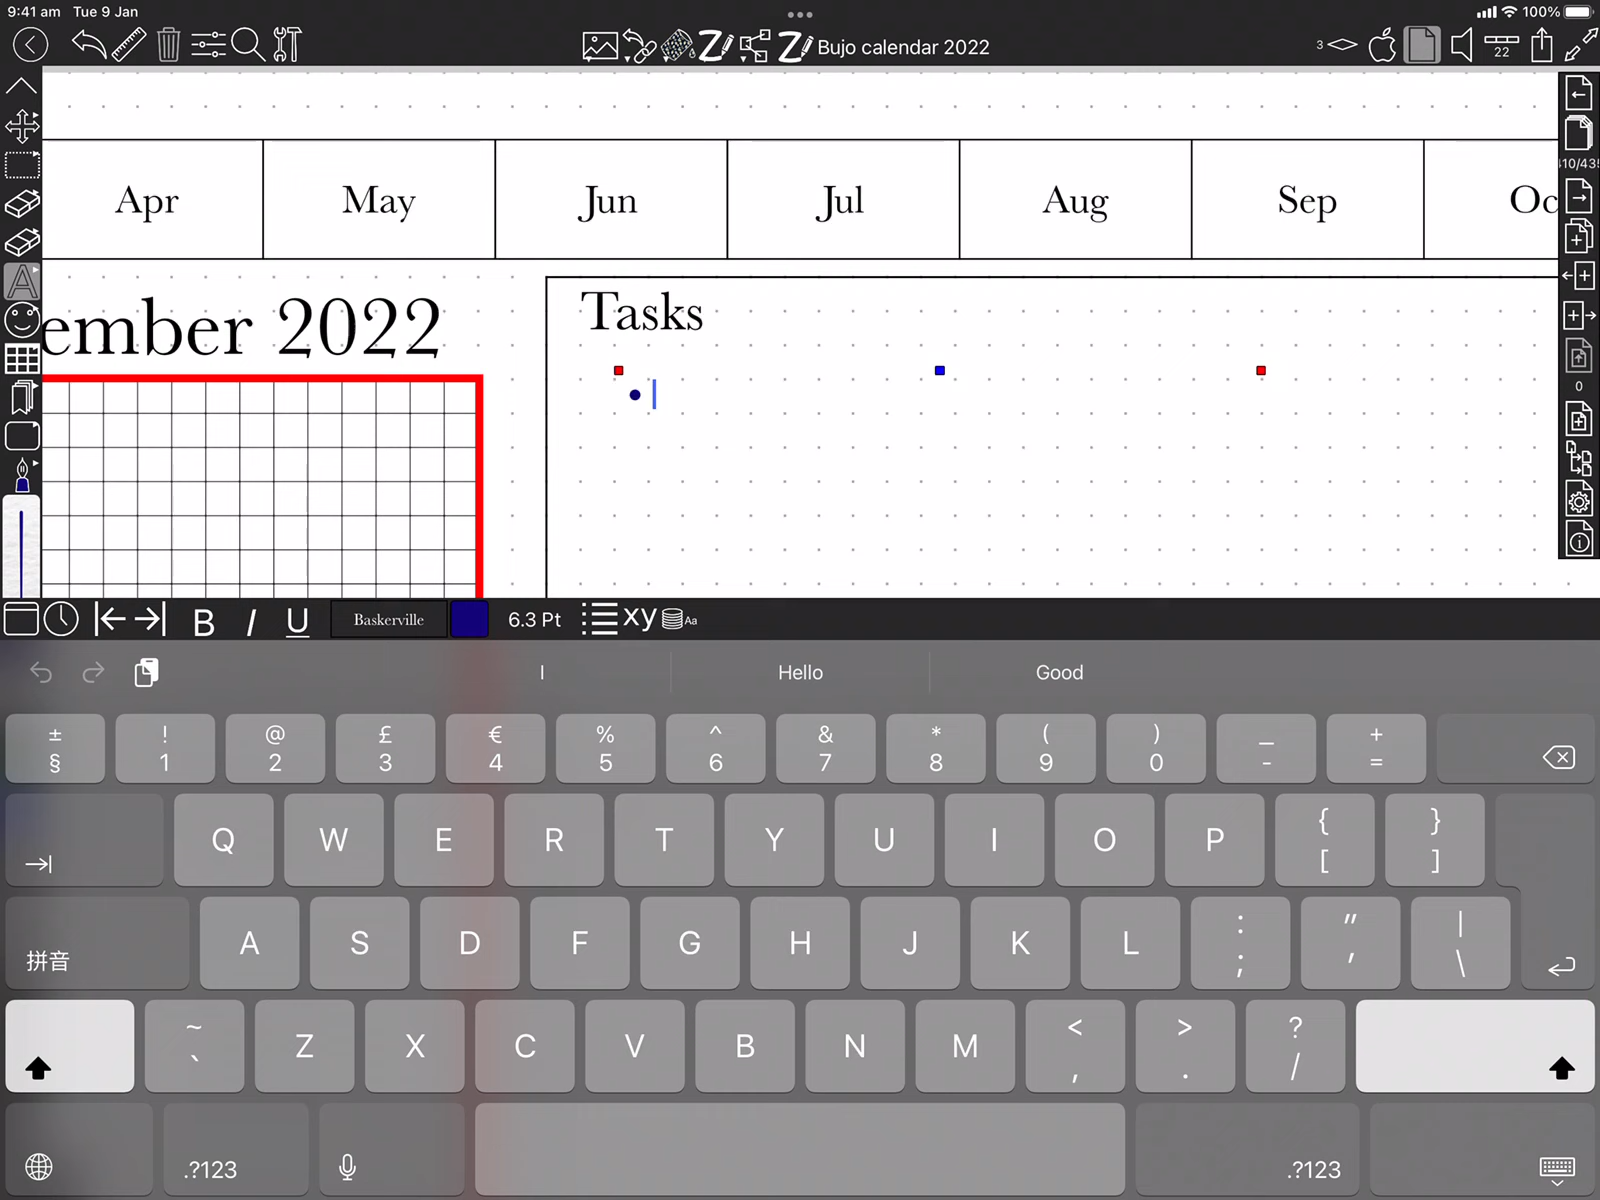 9:41 am Tue 9 Jan
100%
Bujo calendar 2022
3
22
Apr May Jun Jul Aug Sep Oc
10/435
ember 2022
Tasks
0
B I U Baskerville 6.3 Pt xy Aa
I Hello Good
± ! @ £ € % ^ & * ( ) _ +
§ 1 2 3 4 5 6 7 8 9 0 - =
Q W E R T Y U I O P { }
[ ]
A S D F G H J K L : " |
拼音 ; ' \
~ Z X C V B N M < > ?
` , . /
.?123 .?123